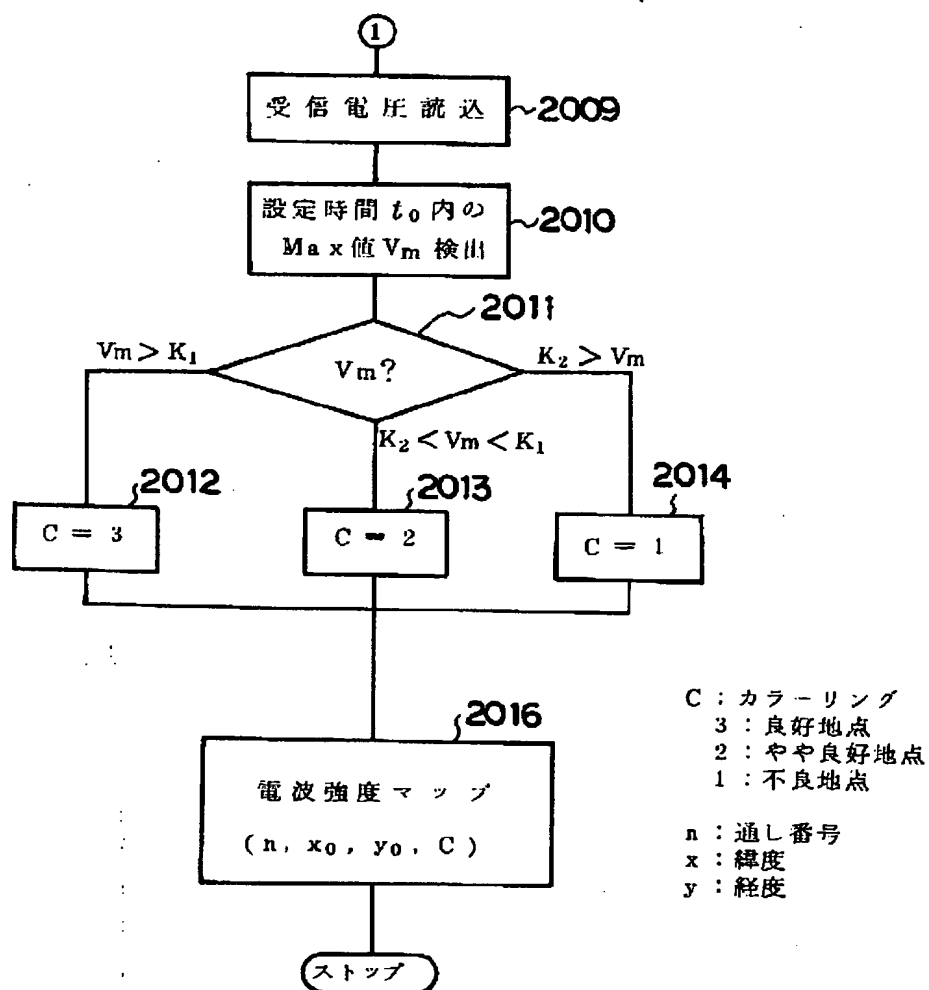 1
受信電圧読込
2009
設定時間 t₀ 内の
Max値 Vm 検出
2010
2011
Vm?
Vm > K₁
K₂ > Vm
K₂ < Vm < K₁
2012
C = 3
2013
C = 2
2014
C = 1
2016
電波強度マップ
(n, x₀, y₀, C)
ストップ
C：カラーリング
3：良好地点
2：やや良好地点
1：不良地点
n：通し番号
x：緯度
y：経度